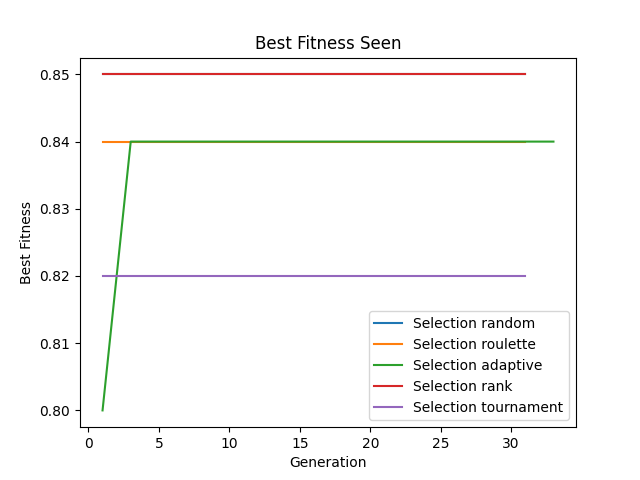 Best Fitness Seen
Best Fitness
0.85
0.84
0.83
0.82
0.81
0.80
Selection random
Selection roulette
Selection adaptive
Selection rank
Selection tournament
0 5 10 15 20 25 30
Generation